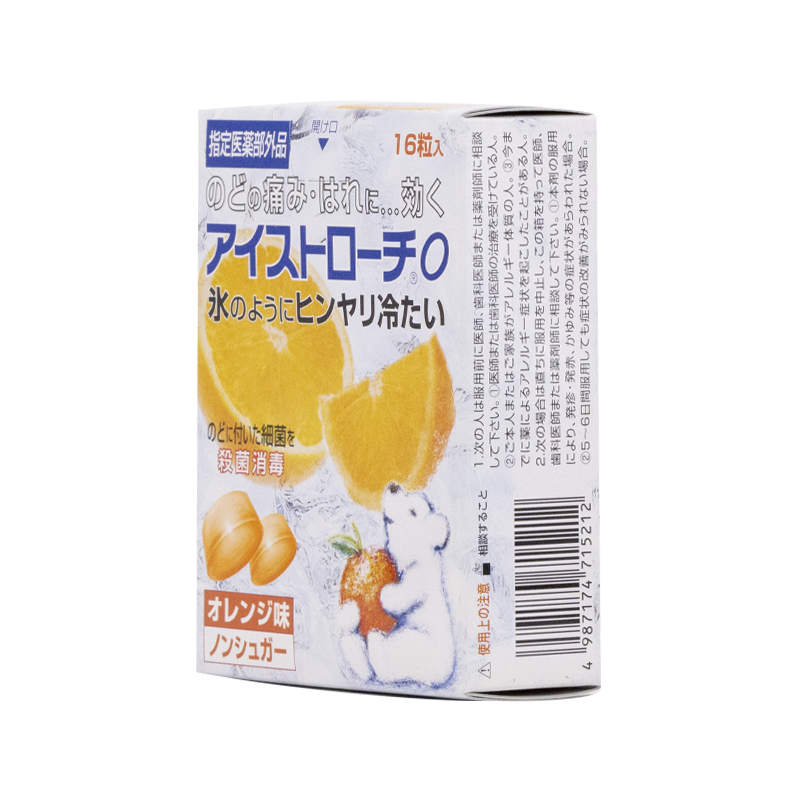 指定医薬部外品
開け口
16粒入
のどの痛み・はれに…効く
アイストローチ®O
氷のようにヒンヤリ冷たい
のどに付いた細菌を
殺菌消毒
オレンジ味
ノンシュガー
使用上の注意
■ 相談すること
1.次の人は服用前に医師、歯科医師または薬剤師に相談
して下さい。①医師または歯科医師の治療を受けている人。
②ご本人またはご家族がアレルギー体質の人。③今ま
でに薬によるアレルギー症状を起こしたことがある人。
2.次の場合は直ちに服用を中止し、この箱を持って医師、
歯科医師または薬剤師に相談して下さい。①本剤の服用
により、発疹・発赤、かゆみ等の症状があらわれた場合。
②5〜6日間服用しても症状の改善がみられない場合。
4 987174 715212